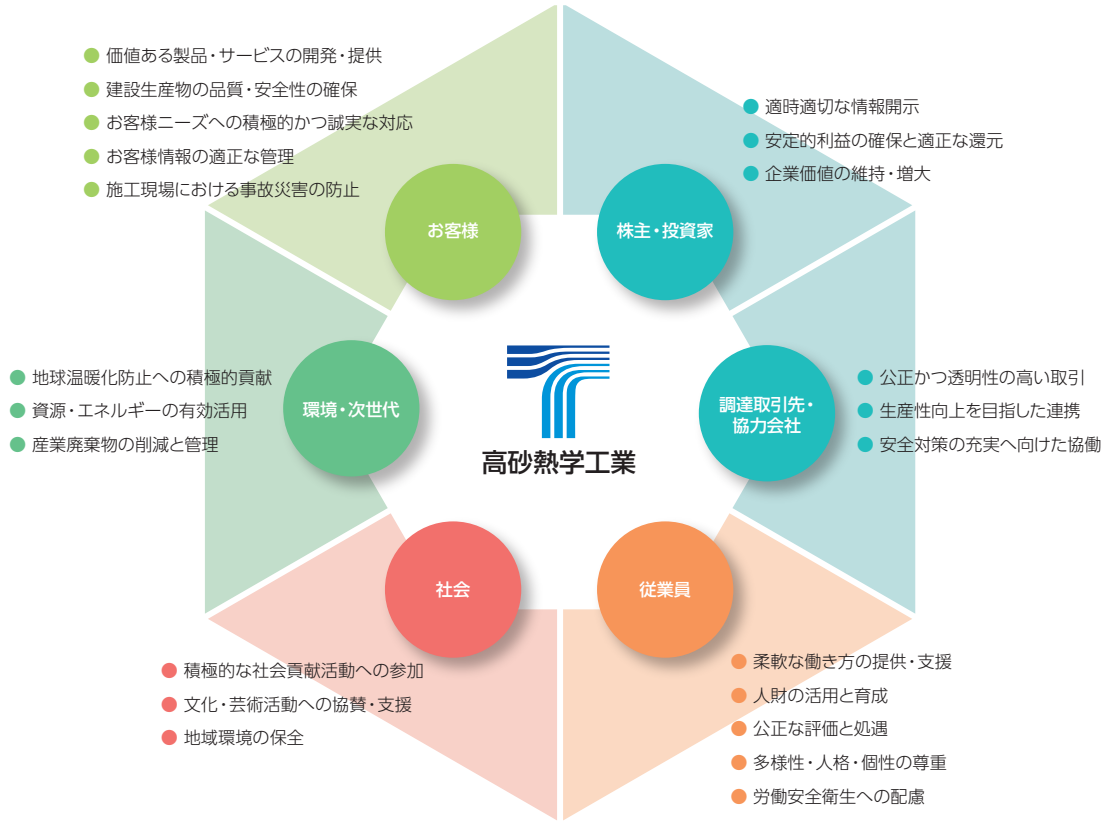 価値ある製品・サービスの開発・提供
建設生産物の品質・安全性の確保
お客様ニーズへの積極的かつ誠実な対応
お客様情報の適正な管理
施工現場における事故災害の防止
お客様
適時適切な情報開示
安定的利益の確保と適正な還元
企業価値の維持・増大
株主・投資家
地球温暖化防止への積極的貢献
資源・エネルギーの有効活用
産業廃棄物の削減と管理
環境・次世代
高砂熱学工業
調達取引先・
協力会社
公正かつ透明性の高い取引
生産性向上を目指した連携
安全対策の充実へ向けた協働
社会
積極的な社会貢献活動への参加
文化・芸術活動への協賛・支援
地域環境の保全
従業員
柔軟な働き方の提供・支援
人財の活用と育成
公正な評価と処遇
多様性・人格・個性の尊重
労働安全衛生への配慮